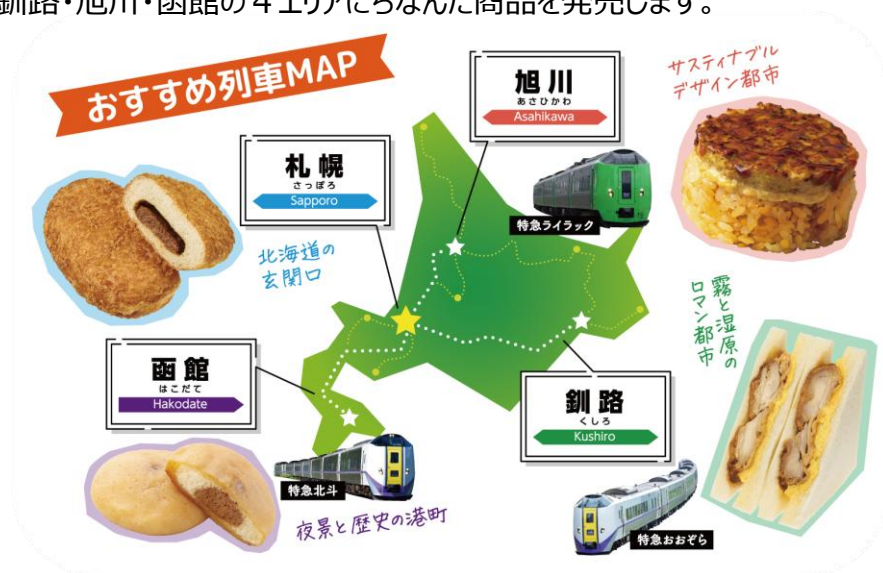 釧路・旭川・函館の４エリアにちなんだ商品を発売します。
おすすめ列車MAP
旭川
あさひかわ
Asahikawa
サスティナブル
デザイン都市
札幌
さっぽろ
Sapporo
特急ライラック
北海道の
玄関口
霧と湿原の
ロマン都市
函館
はこだて
Hakodate
釧路
くしろ
Kushiro
特急北斗
夜景と歴史の港町
特急おおぞら